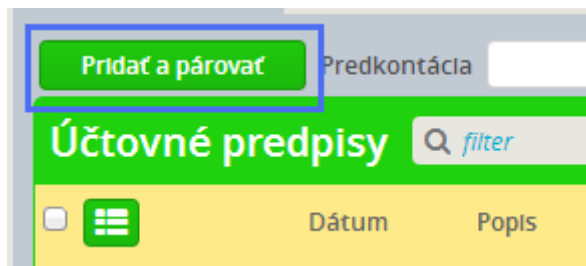 Pridať a párovať Predkontácia
Účtovné predpisy filter
Dátum Popis